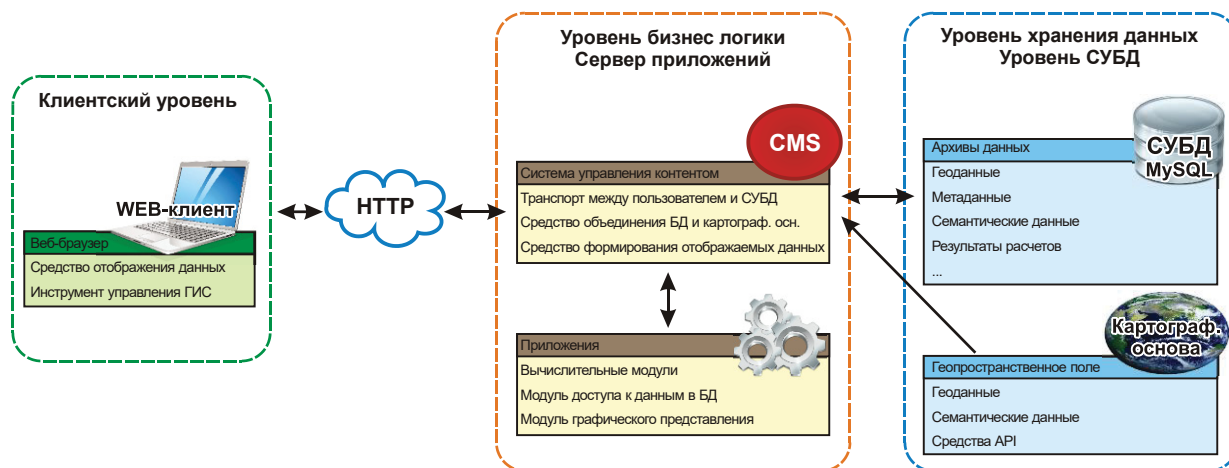 Клиентский уровень
WEB-клиент
Веб-браузер
Средство отображения данных
Инструмент управления ГИС
HTTP
Уровень бизнес логики
Сервер приложений
CMS
Система управления контентом
Транспорт между пользователем и СУБД
Средство объединения БД и картограф. осн.
Средство формирования отображаемых данных
Приложения
Вычислительные модули
Модуль доступа к данным в БД
Модуль графического представления
Уровень хранения данных
Уровень СУБД
СУБД
MySQL
Архивы данных
Геоданные
Метаданные
Семантические данные
Результаты расчетов
...
Картограф.
основа
Геопространственное поле
Геоданные
Семантические данные
Средства API